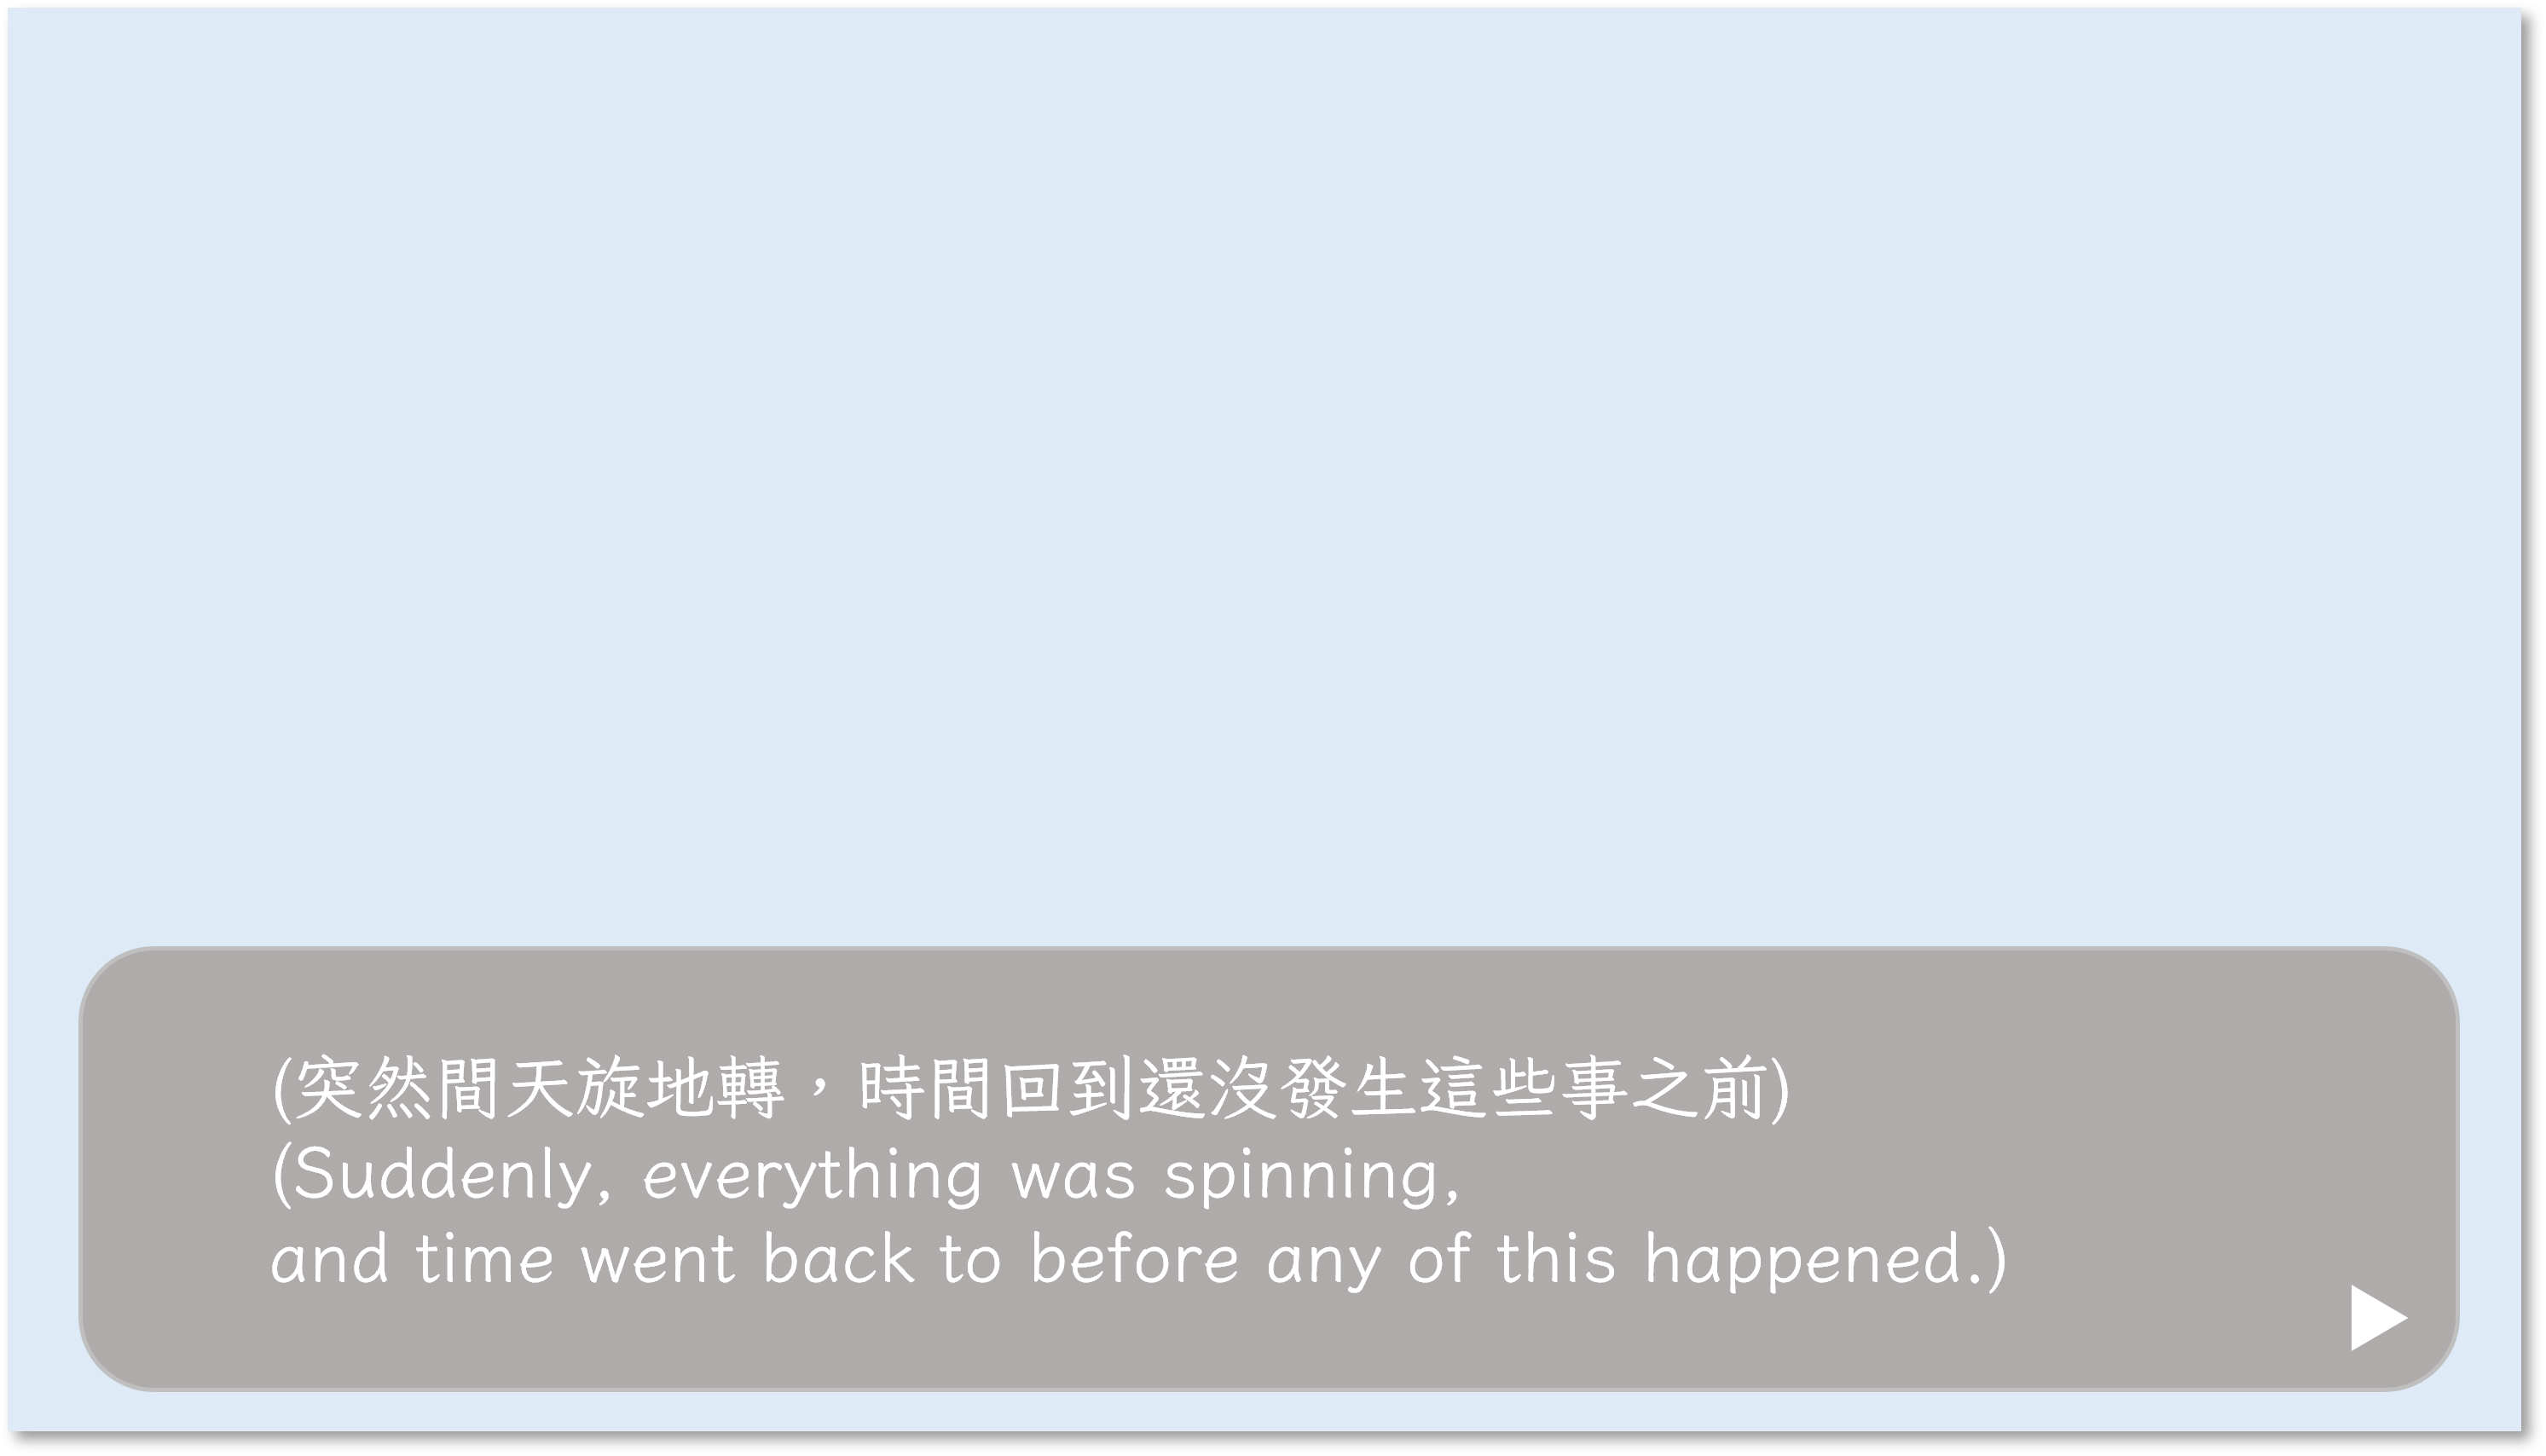 (突然間天旋地轉，時間回到還沒發生這些事之前)
(Suddenly, everything was spinning,
and time went back to before any of this happened.)